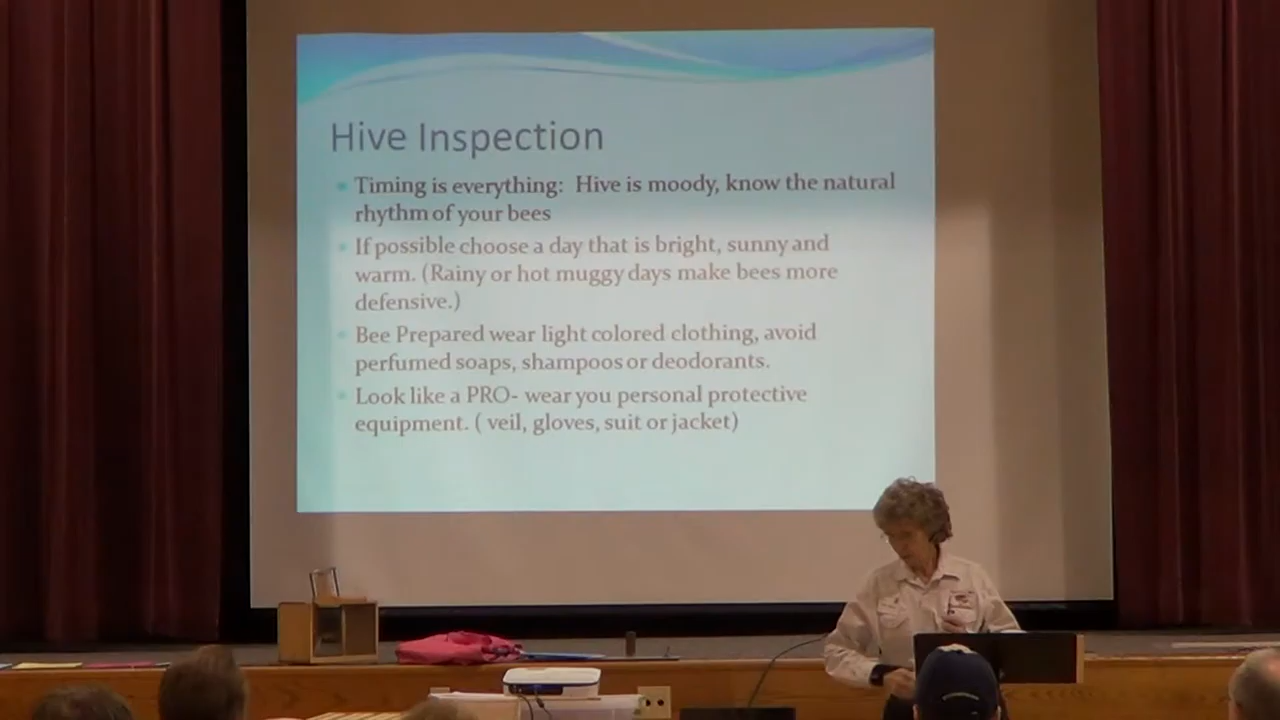 Hive Inspection
Timing is everything: Hive is moody, know the natural
rhythm of your bees
If possible choose a day that is bright, sunny and
warm. (Rainy or hot muggy days make bees more
defensive.)
Bee Prepared wear light colored clothing, avoid
perfumed soaps, shampoos or deodorants.
Look like a PRO- wear you personal protective
equipment. ( veil, gloves, suit or jacket)